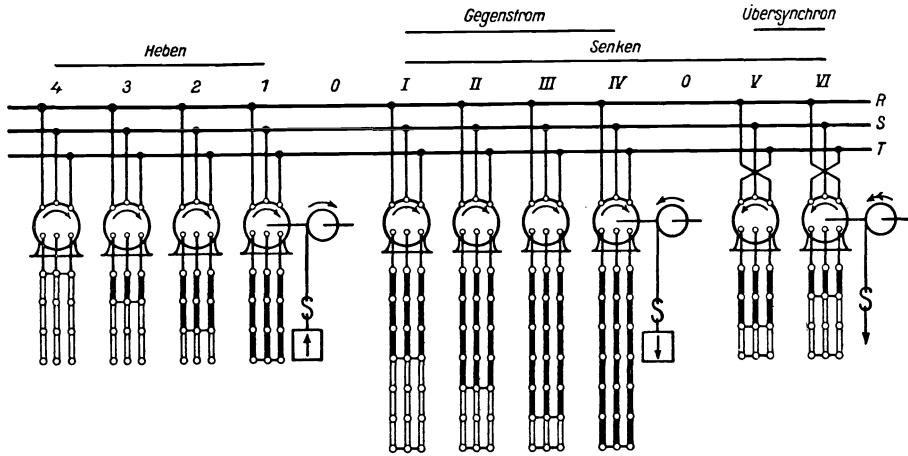 Gegenstrom
Übersynchron
Heben
Senken
4 3 2 1 0 I II III IV 0 V VI
R
S
T